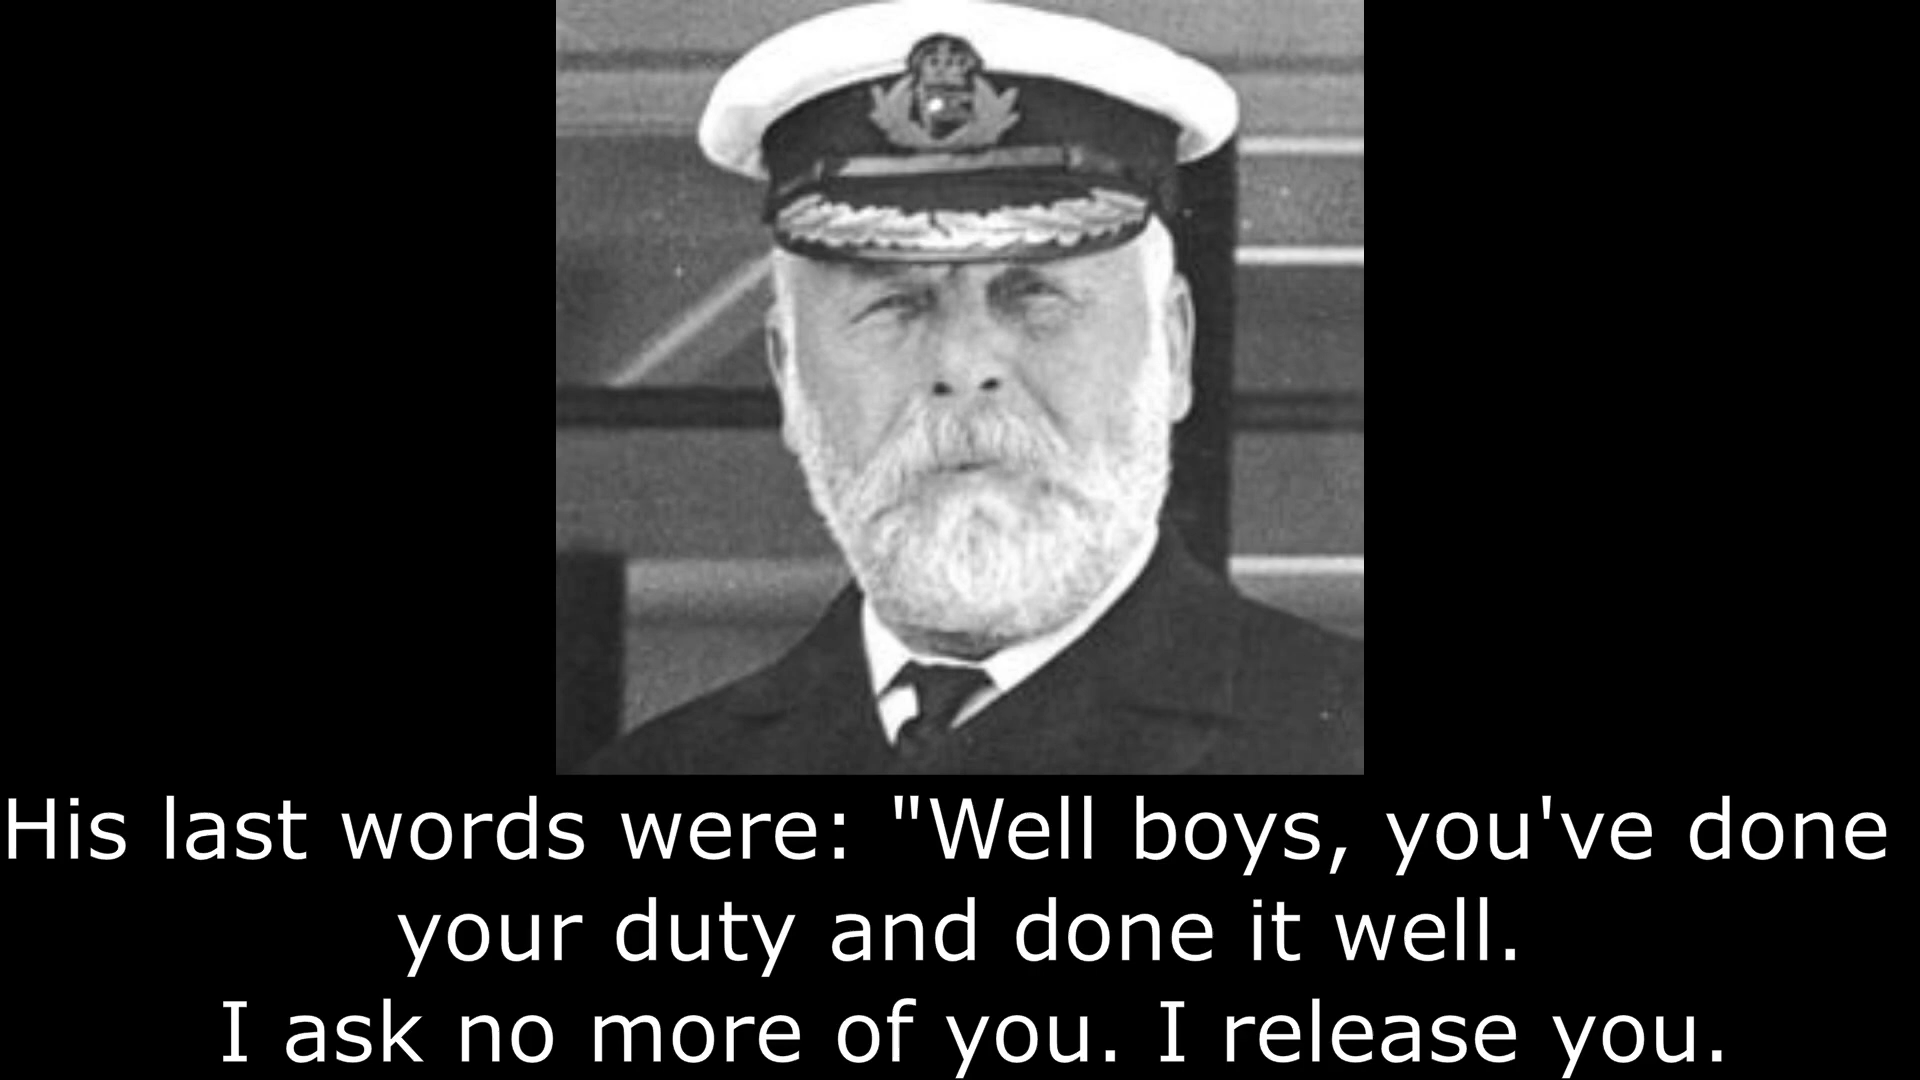 His last words were: "Well boys, you've done
your duty and done it well.
I ask no more of you. I release you.